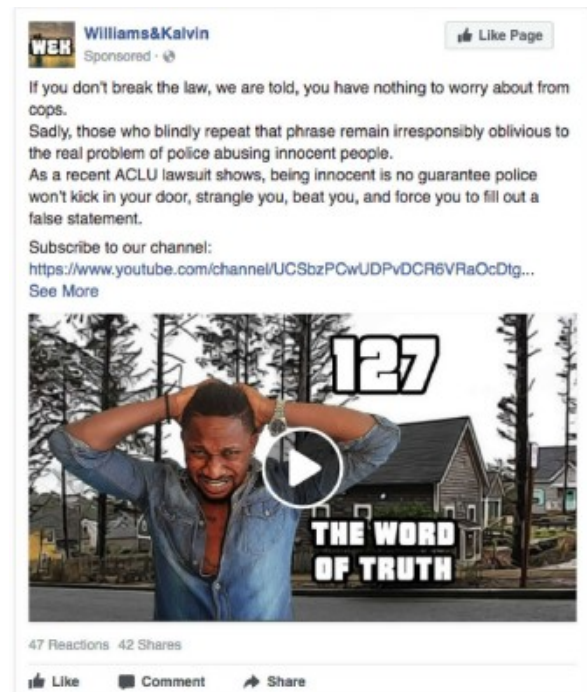 WEK
Williams&Kalvin
Like Page
Sponsored ·
If you don't break the law, we are told, you have nothing to worry about from
cops.
Sadly, those who blindly repeat that phrase remain irresponsibly oblivious to
the real problem of police abusing innocent people.
As a recent ACLU lawsuit shows, being innocent is no guarantee police
won't kick in your door, strangle you, beat you, and force you to fill out a
false statement.
Subscribe to our channel:
https://www.youtube.com/channel/UCSbzPCwUDPvDCR6VRaOcDtg...
See More
127
THE WORD
OF TRUTH
47 Reactions 42 Shares
Like Comment Share